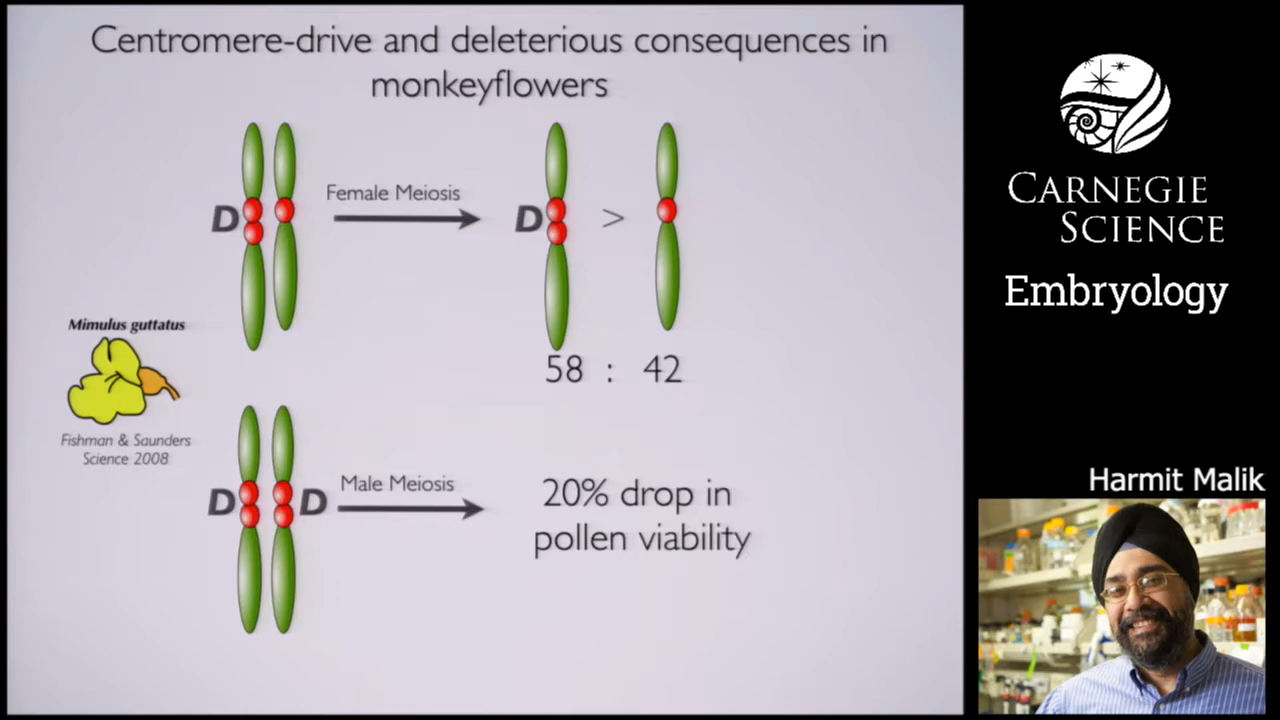 Centromere-drive and deleterious consequences in
monkeyflowers
D
Female Meiosis
D
>
58 : 42
Mimulus guttatus
Fishman & Saunders
Science 2008
D
D
Male Meiosis
20% drop in
pollen viability
CARNEGIE
SCIENCE
Embryology
Harmit Malik